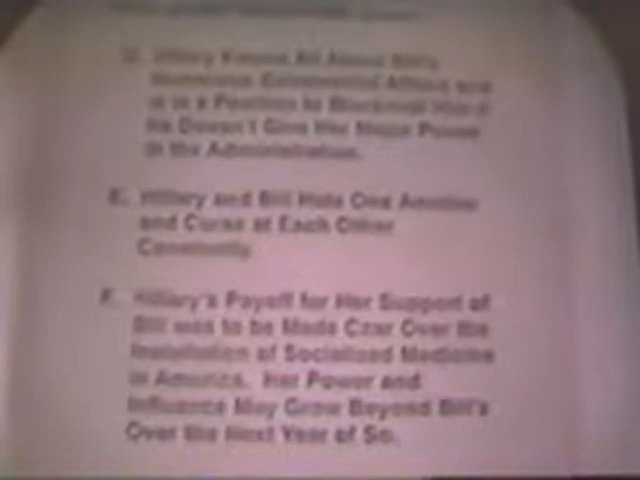 D. Hillary Knows All About Bill's
Numerous Extramarital Affairs and
is in a Position to Blackmail Him if
he Doesn't Give Her Major Power
in the Administration.
E. Hillary and Bill Hate One Another
and Curse at Each Other
Constantly.
F. Hillary's Payoff for Her Support of
Bill was to be Made Czar Over the
Installation of Socialized Medicine
in America. Her Power and
Influence May Grow Beyond Bill's
Over the Next Year or So.